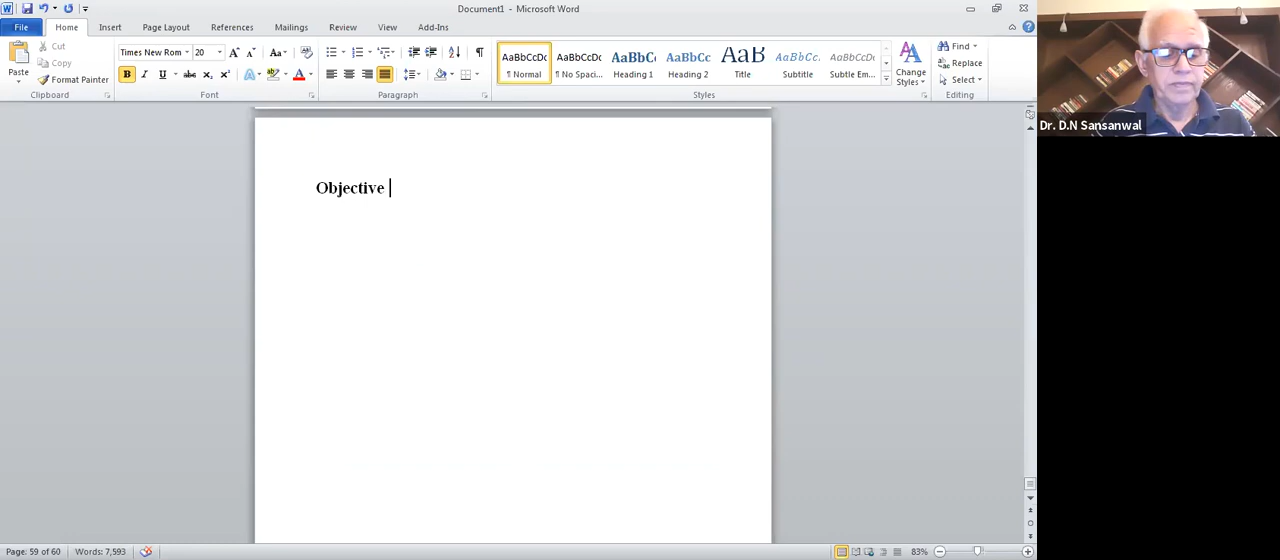 Document1 - Microsoft Word
File Home Insert Page Layout References Mailings Review View Add-Ins
Paste
Cut
Copy
Format Painter
Clipboard
Times New Rom 20
Font
Paragraph
AaBbCcDc
¶ Normal
AaBbCcDc
¶ No Spaci...
AaBbCc
Heading 1
AaBbCc
Heading 2
AaB
Title
AaBbCc.
Subtitle
AaBbCcDc
Subtle Em...
Change
Styles
Styles
Find
Replace
Select
Editing
Dr. D.N Sansanwal
Objective
Page: 59 of 60 Words: 7,593 83%